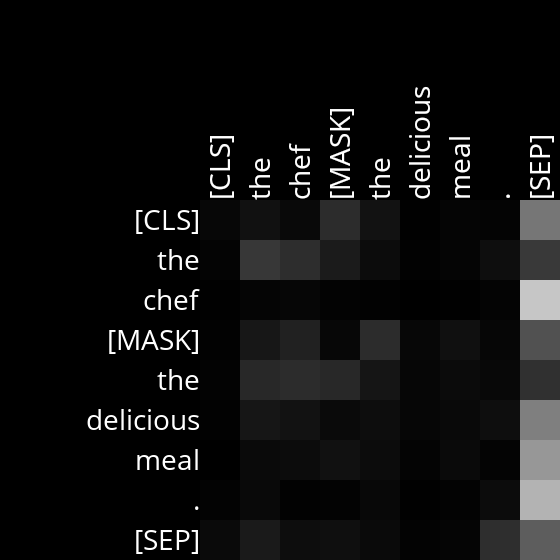 [CLS] the chef [MASK] the delicious meal . [SEP]
[CLS]
the
chef
[MASK]
the
delicious
meal
.
[SEP]